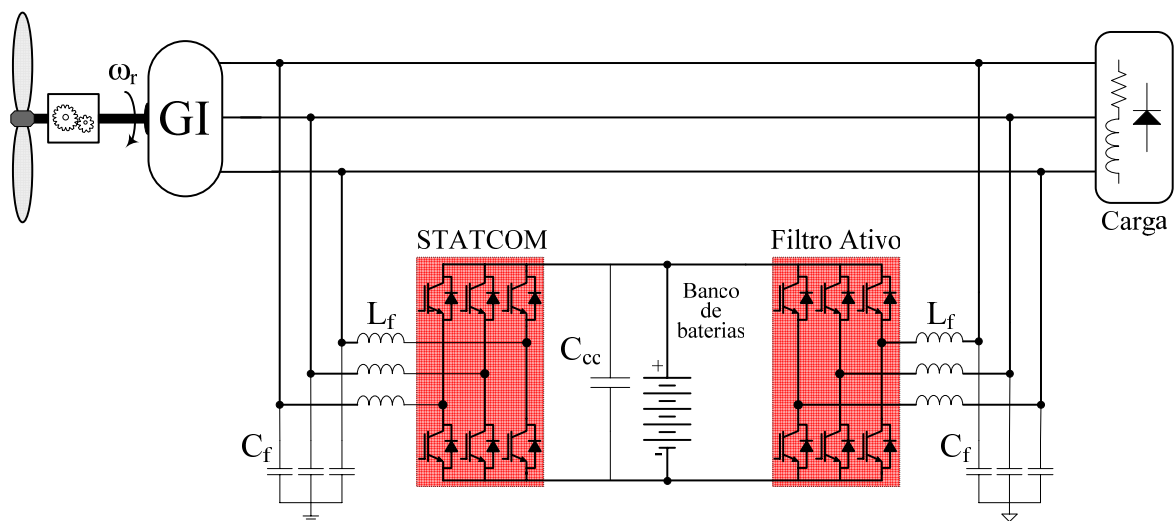 ωr
GI
Carga
STATCOM
Filtro Ativo
Banco
de
baterias
Lf
Lf
Ccc
+
-
Cf
Cf